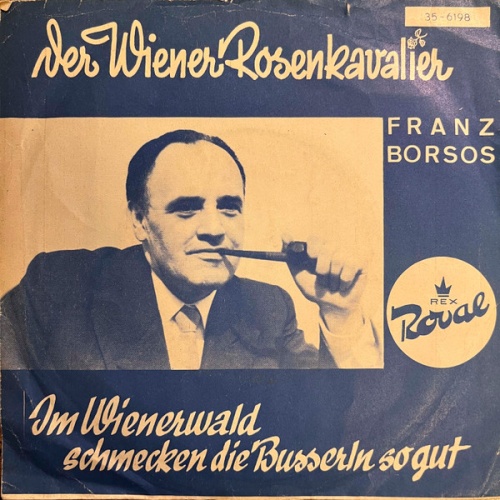 35-6198
der Wiener Rosenkavalier
FRANZ
BORSOS
REX
Royal
Im Wienerwald
schmecken die Busserln so gut